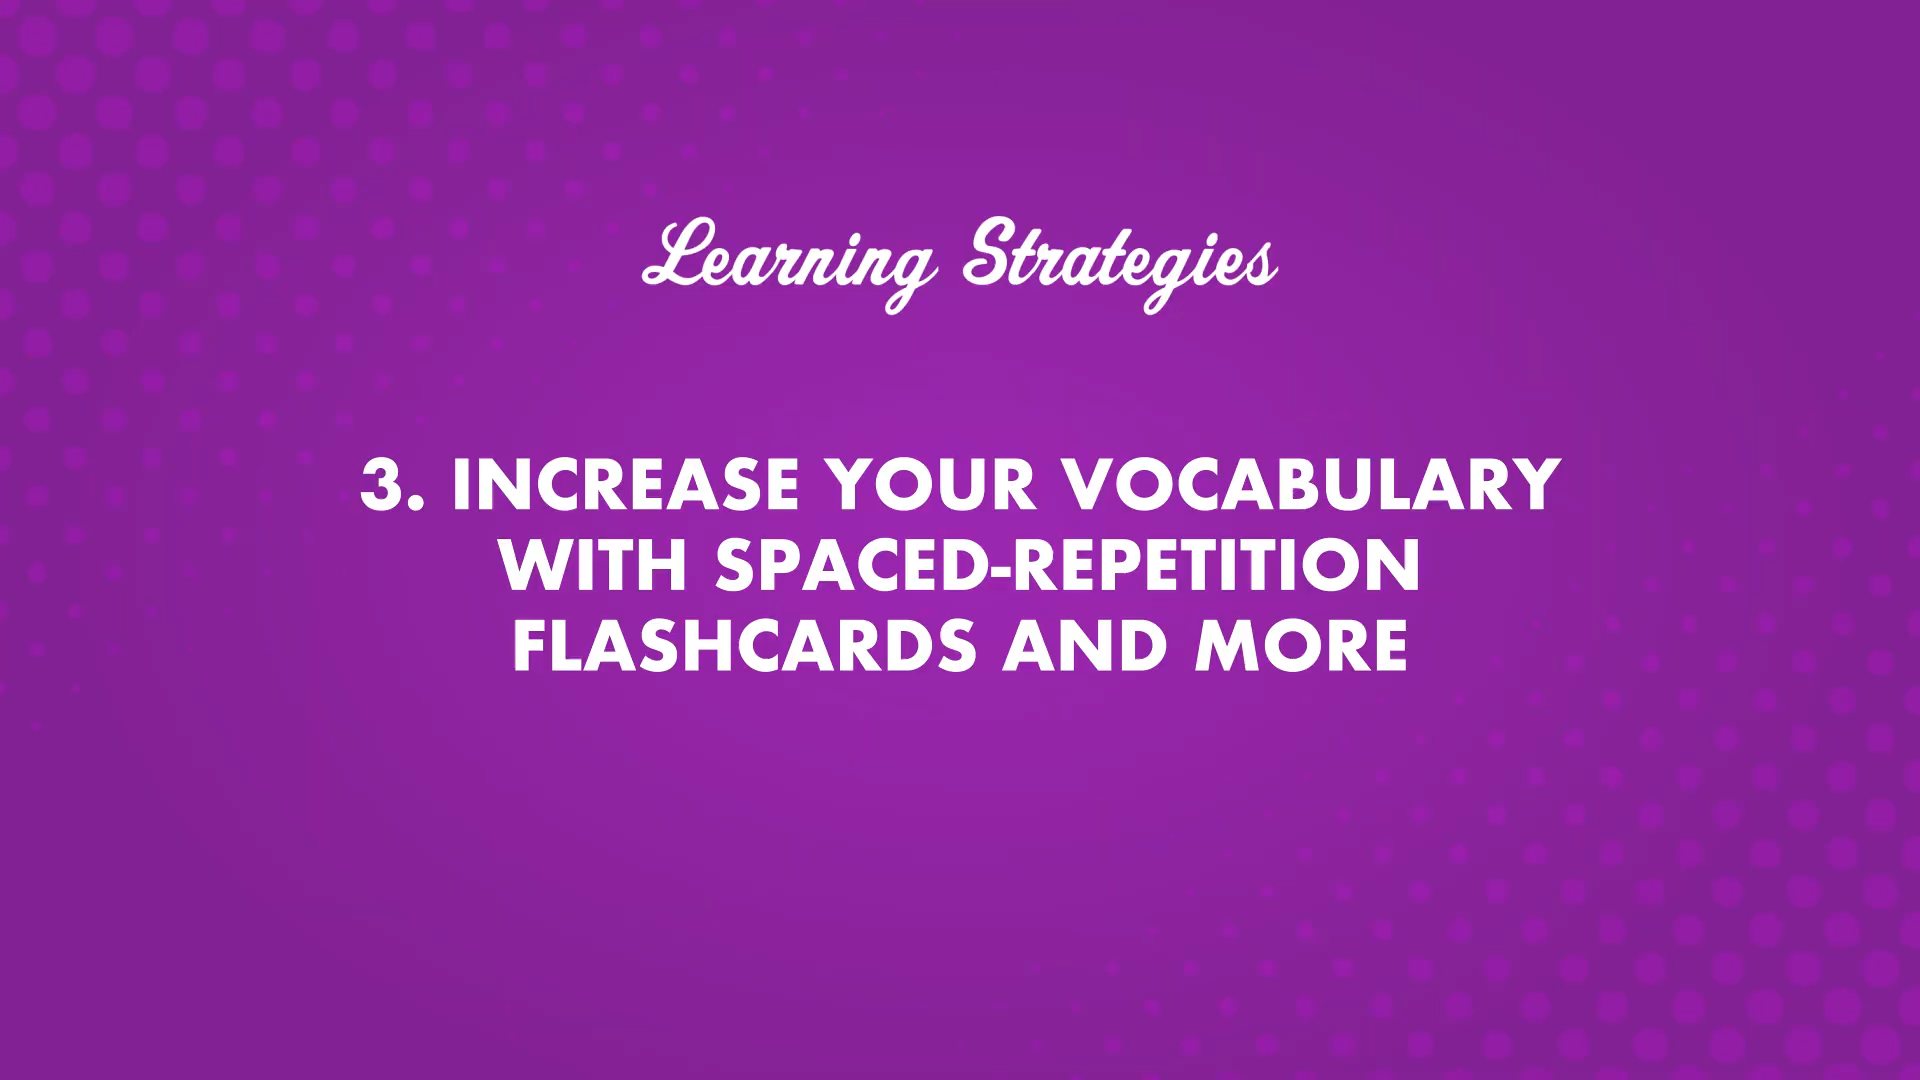 Learning Strategies
3. INCREASE YOUR VOCABULARY
WITH SPACED-REPETITION
FLASHCARDS AND MORE